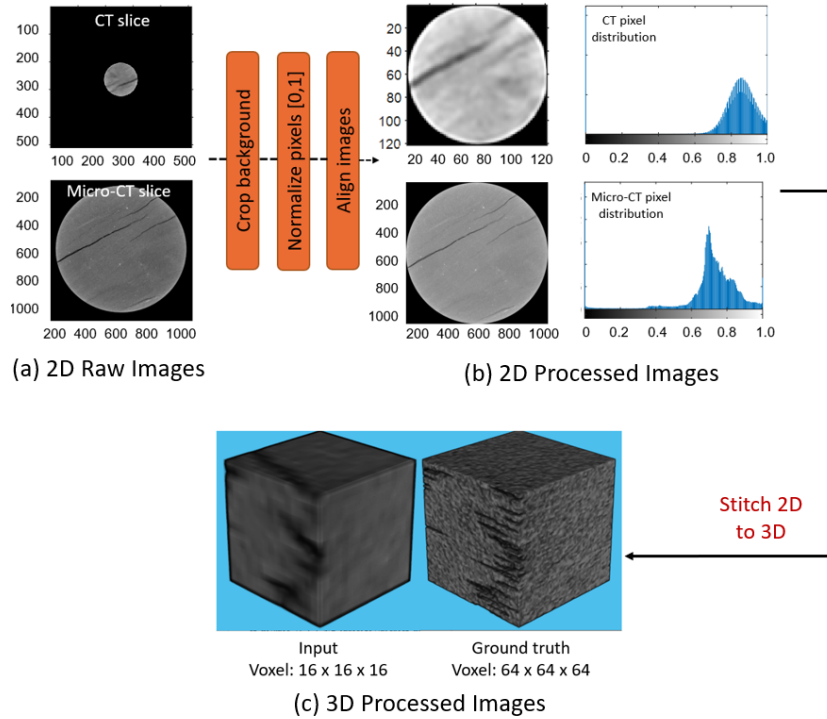 CT slice
0
100
200
300
400
500
100 200 300 400 500
Micro-CT slice
200
400
600
800
1000
200 400 600 800 1000
(a) 2D Raw Images
Crop background
Normalize pixels [0,1]
Align images
0
20
40
60
80
100
120
20 40 60 80 100 120
CT pixel
distribution
0 0.2 0.4 0.6 0.8 1.0
200
400
600
800
1000
200 400 600 800 1000
Micro-CT pixel
distribution
0 0.2 0.4 0.6 0.8 1.0
(b) 2D Processed Images
Stitch 2D
to 3D
Input
Voxel: 16 x 16 x 16
Ground truth
Voxel: 64 x 64 x 64
(c) 3D Processed Images